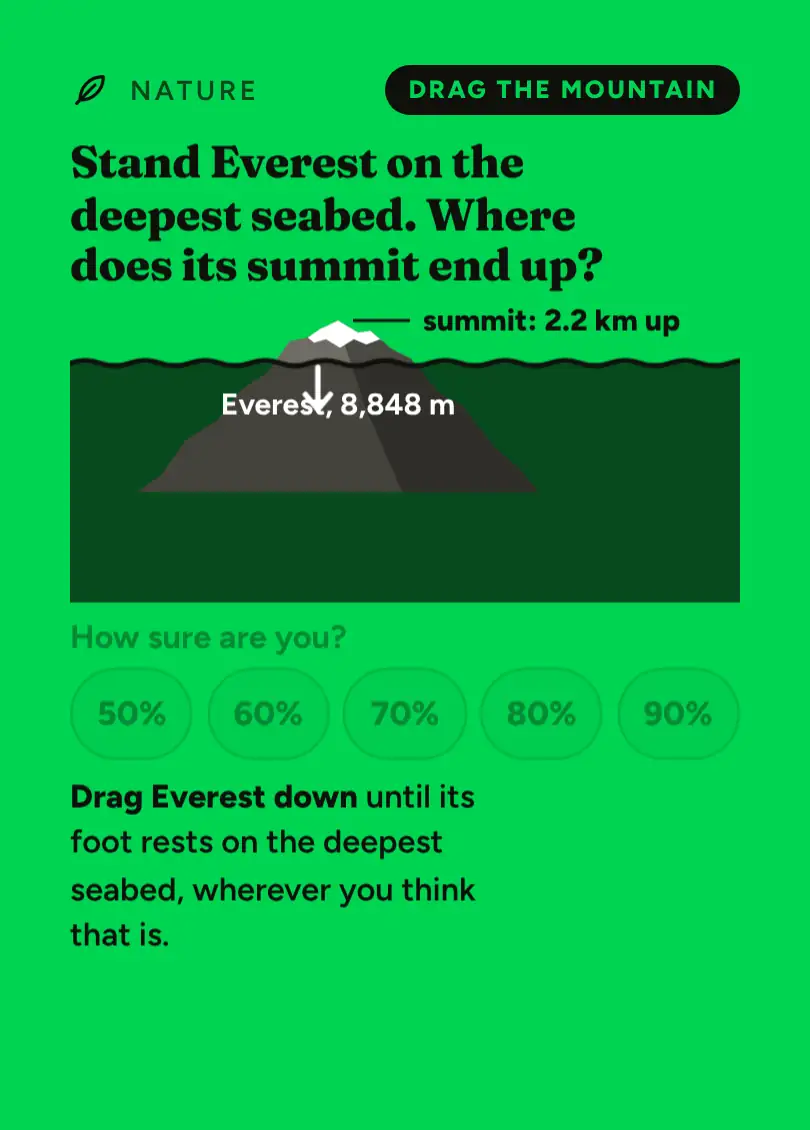 NATURE
DRAG THE MOUNTAIN
Stand Everest on the
deepest seabed. Where
does its summit end up?
summit: 2.2 km up
Everest, 8,848 m
How sure are you?
50% 60% 70% 80% 90%
Drag Everest down until its
foot rests on the deepest
seabed, wherever you think
that is.